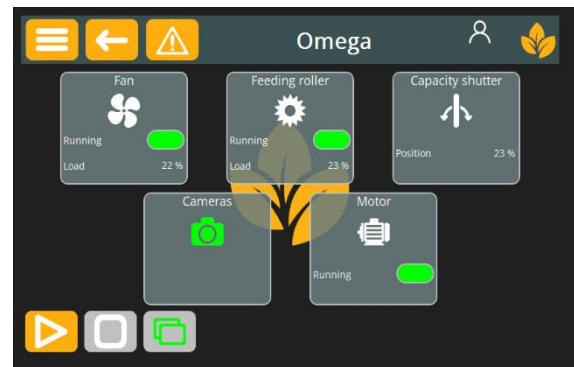 Omega
Fan
Running
Load 22 %
Feeding roller
Running
Load 23 %
Capacity shutter
Position 23 %
Cameras
Motor
Running